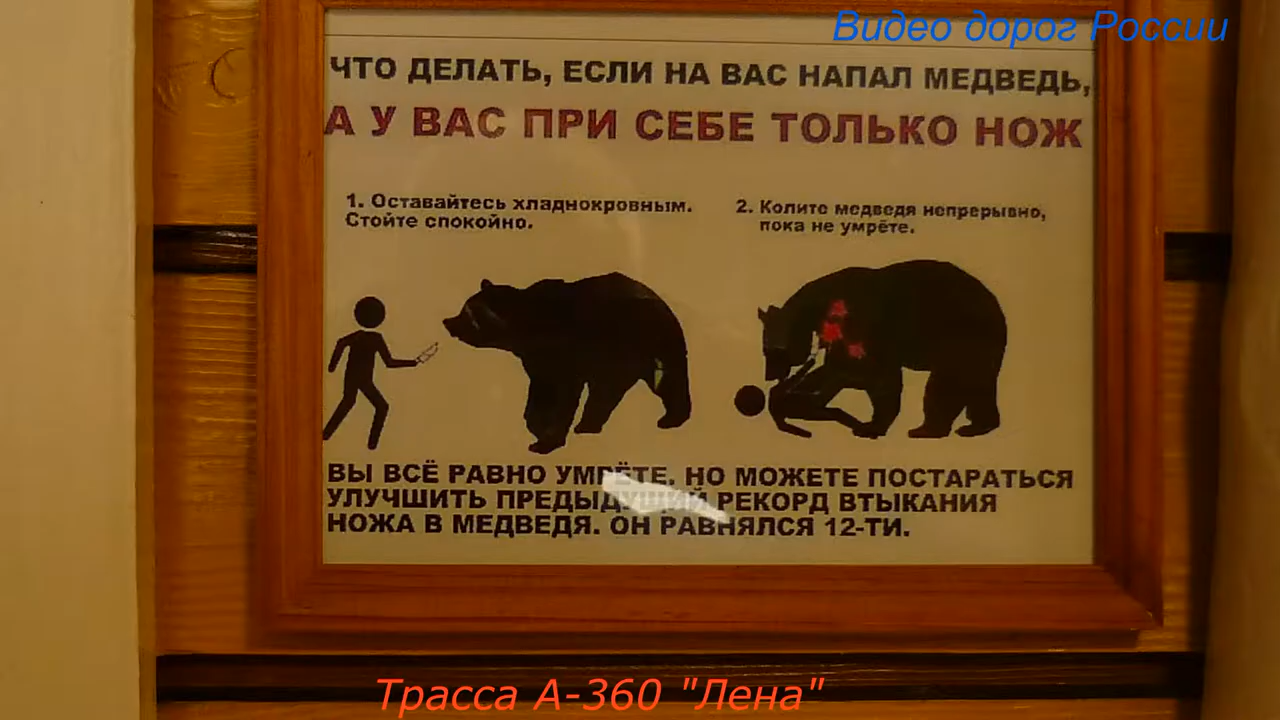 Видео дорог России
ЧТО ДЕЛАТЬ, ЕСЛИ НА ВАС НАПАЛ МЕДВЕДЬ,
А У ВАС ПРИ СЕБЕ ТОЛЬКО НОЖ
1. Оставайтесь хладнокровным.
Стойте спокойно.
2. Колите медведя непрерывно,
пока не умрёте.
ВЫ ВСЁ РАВНО УМРЁТЕ, НО МОЖЕТЕ ПОСТАРАТЬСЯ
УЛУЧШИТЬ ПРЕДЫДУЩИЙ РЕКОРД ВТЫКАНИЯ
НОЖА В МЕДВЕДЯ. ОН РАВНЯЛСЯ 12-ТИ.
Трасса А-360 "Лена"